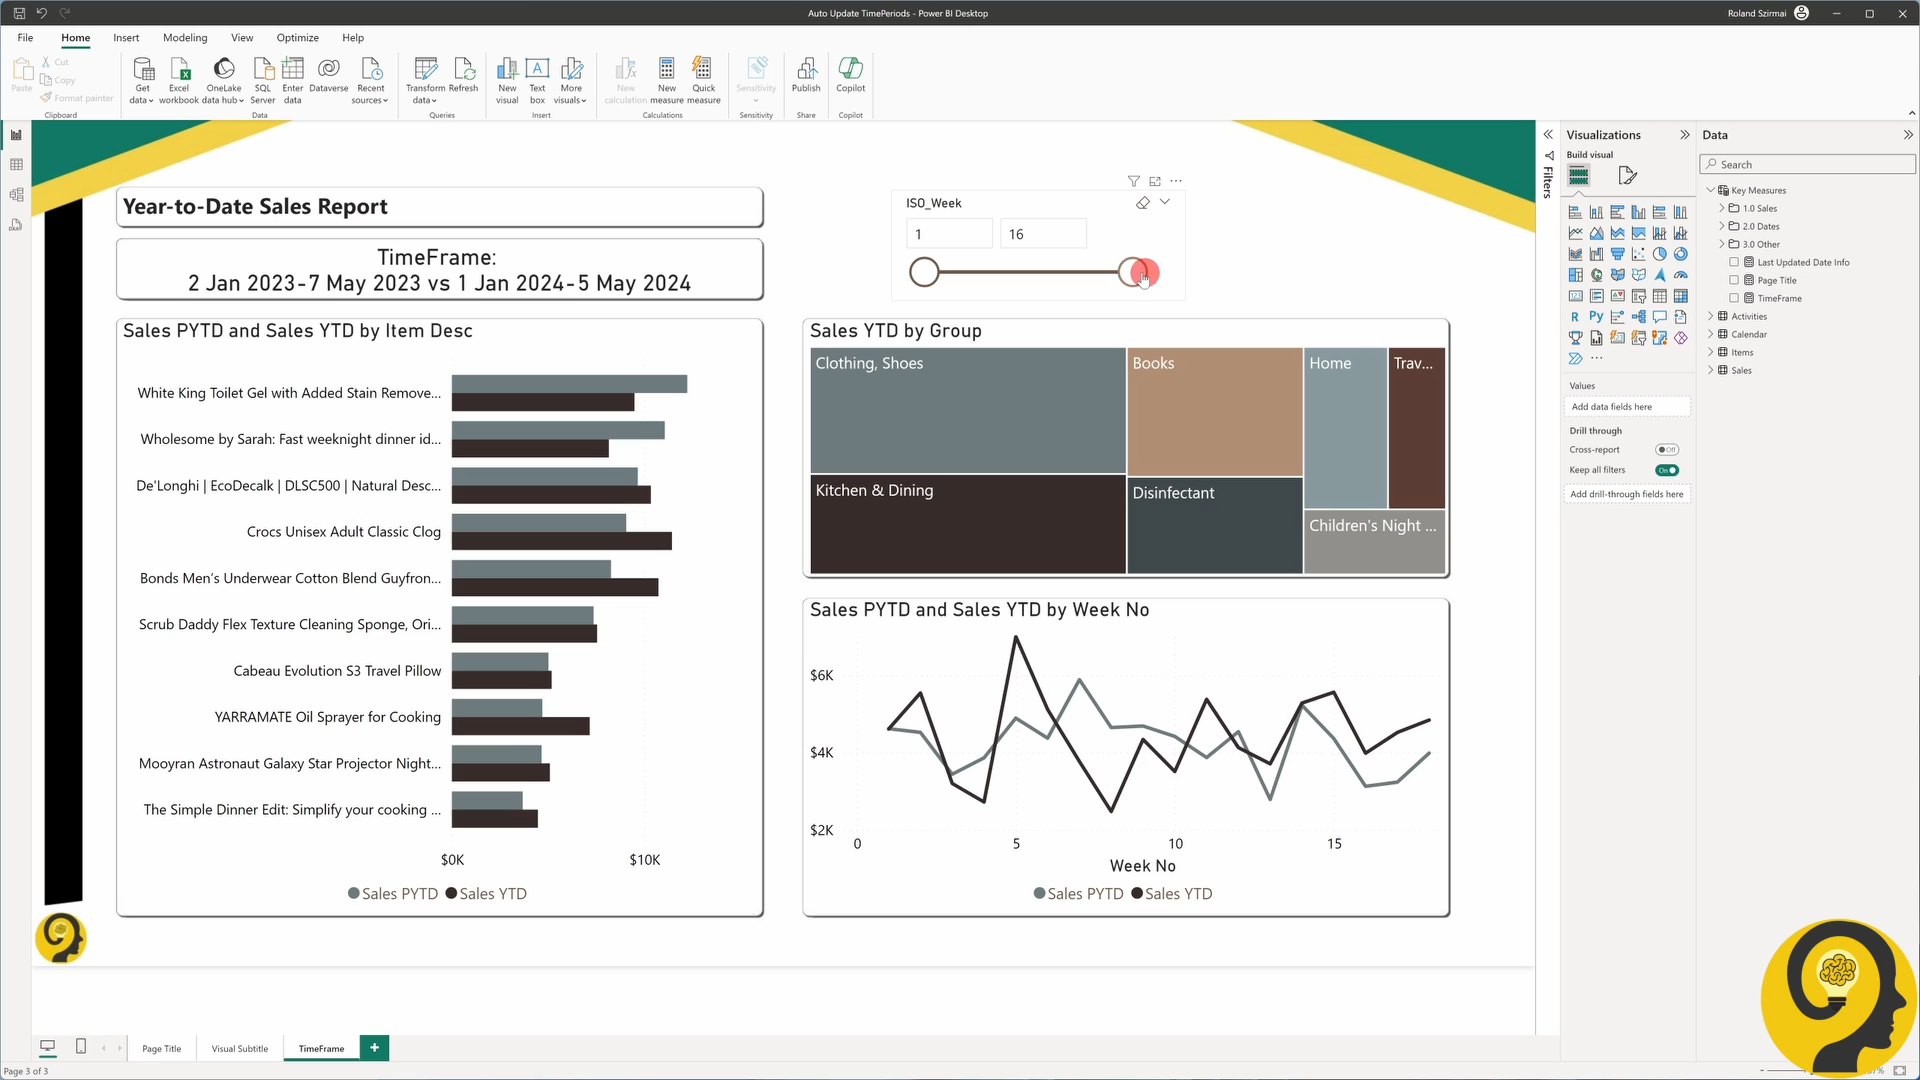 Auto Update TimePeriods - Power BI Desktop
Roland Szirmai
File Home Insert Modeling View Optimize Help
Paste
Cut
Copy
Format painter
Clipboard
Get data
Excel workbook
OneLake data hub
SQL Server
Enter data
Dataverse
Recent sources
Data
Transform data
Refresh
Queries
New visual
Text box
More visuals
Insert
New calculation
New measure
Quick measure
Calculations
Sensitivity
Sensitivity
Publish
Share
Copilot
Copilot
Year-to-Date Sales Report
TimeFrame:
2 Jan 2023-7 May 2023 vs 1 Jan 2024-5 May 2024
ISO_Week
1 16
Sales PYTD and Sales YTD by Item Desc
White King Toilet Gel with Added Stain Remove...
Wholesome by Sarah: Fast weeknight dinner id...
De'Longhi | EcoDecalk | DLSC500 | Natural Desc...
Crocs Unisex Adult Classic Clog
Bonds Men's Underwear Cotton Blend Guyfron...
Scrub Daddy Flex Texture Cleaning Sponge, Ori...
Cabeau Evolution S3 Travel Pillow
YARRAMATE Oil Sprayer for Cooking
Mooyran Astronaut Galaxy Star Projector Night...
The Simple Dinner Edit: Simplify your cooking ...
$0K $10K
Sales PYTD Sales YTD
Sales YTD by Group
Clothing, Shoes
Books
Home
Trav...
Kitchen & Dining
Disinfectant
Children's Night ...
Sales PYTD and Sales YTD by Week No
$6K
$4K
$2K
0 5 10 15
Week No
Sales PYTD Sales YTD
Filters
Visualizations
Build visual
R Py
Values
Add data fields here
Drill through
Cross-report Off
Keep all filters On
Add drill-through fields here
Data
Search
Key Measures
1.0 Sales
2.0 Dates
3.0 Other
Last Updated Date Info
Page Title
TimeFrame
Activities
Calendar
Items
Sales
Page Title Visual Subtitle TimeFrame +
Page 3 of 3